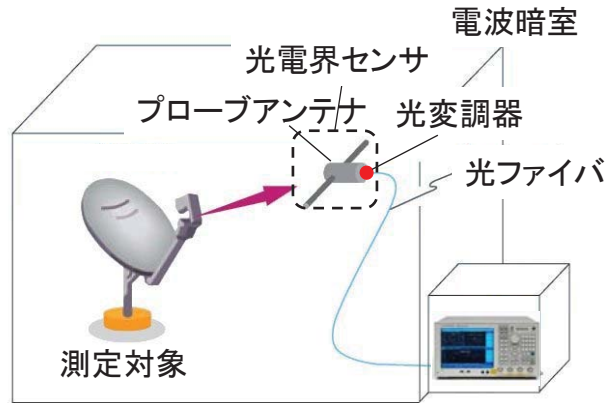 電波暗室
光電界センサ
プローブアンテナ
光変調器
光ファイバ
測定対象